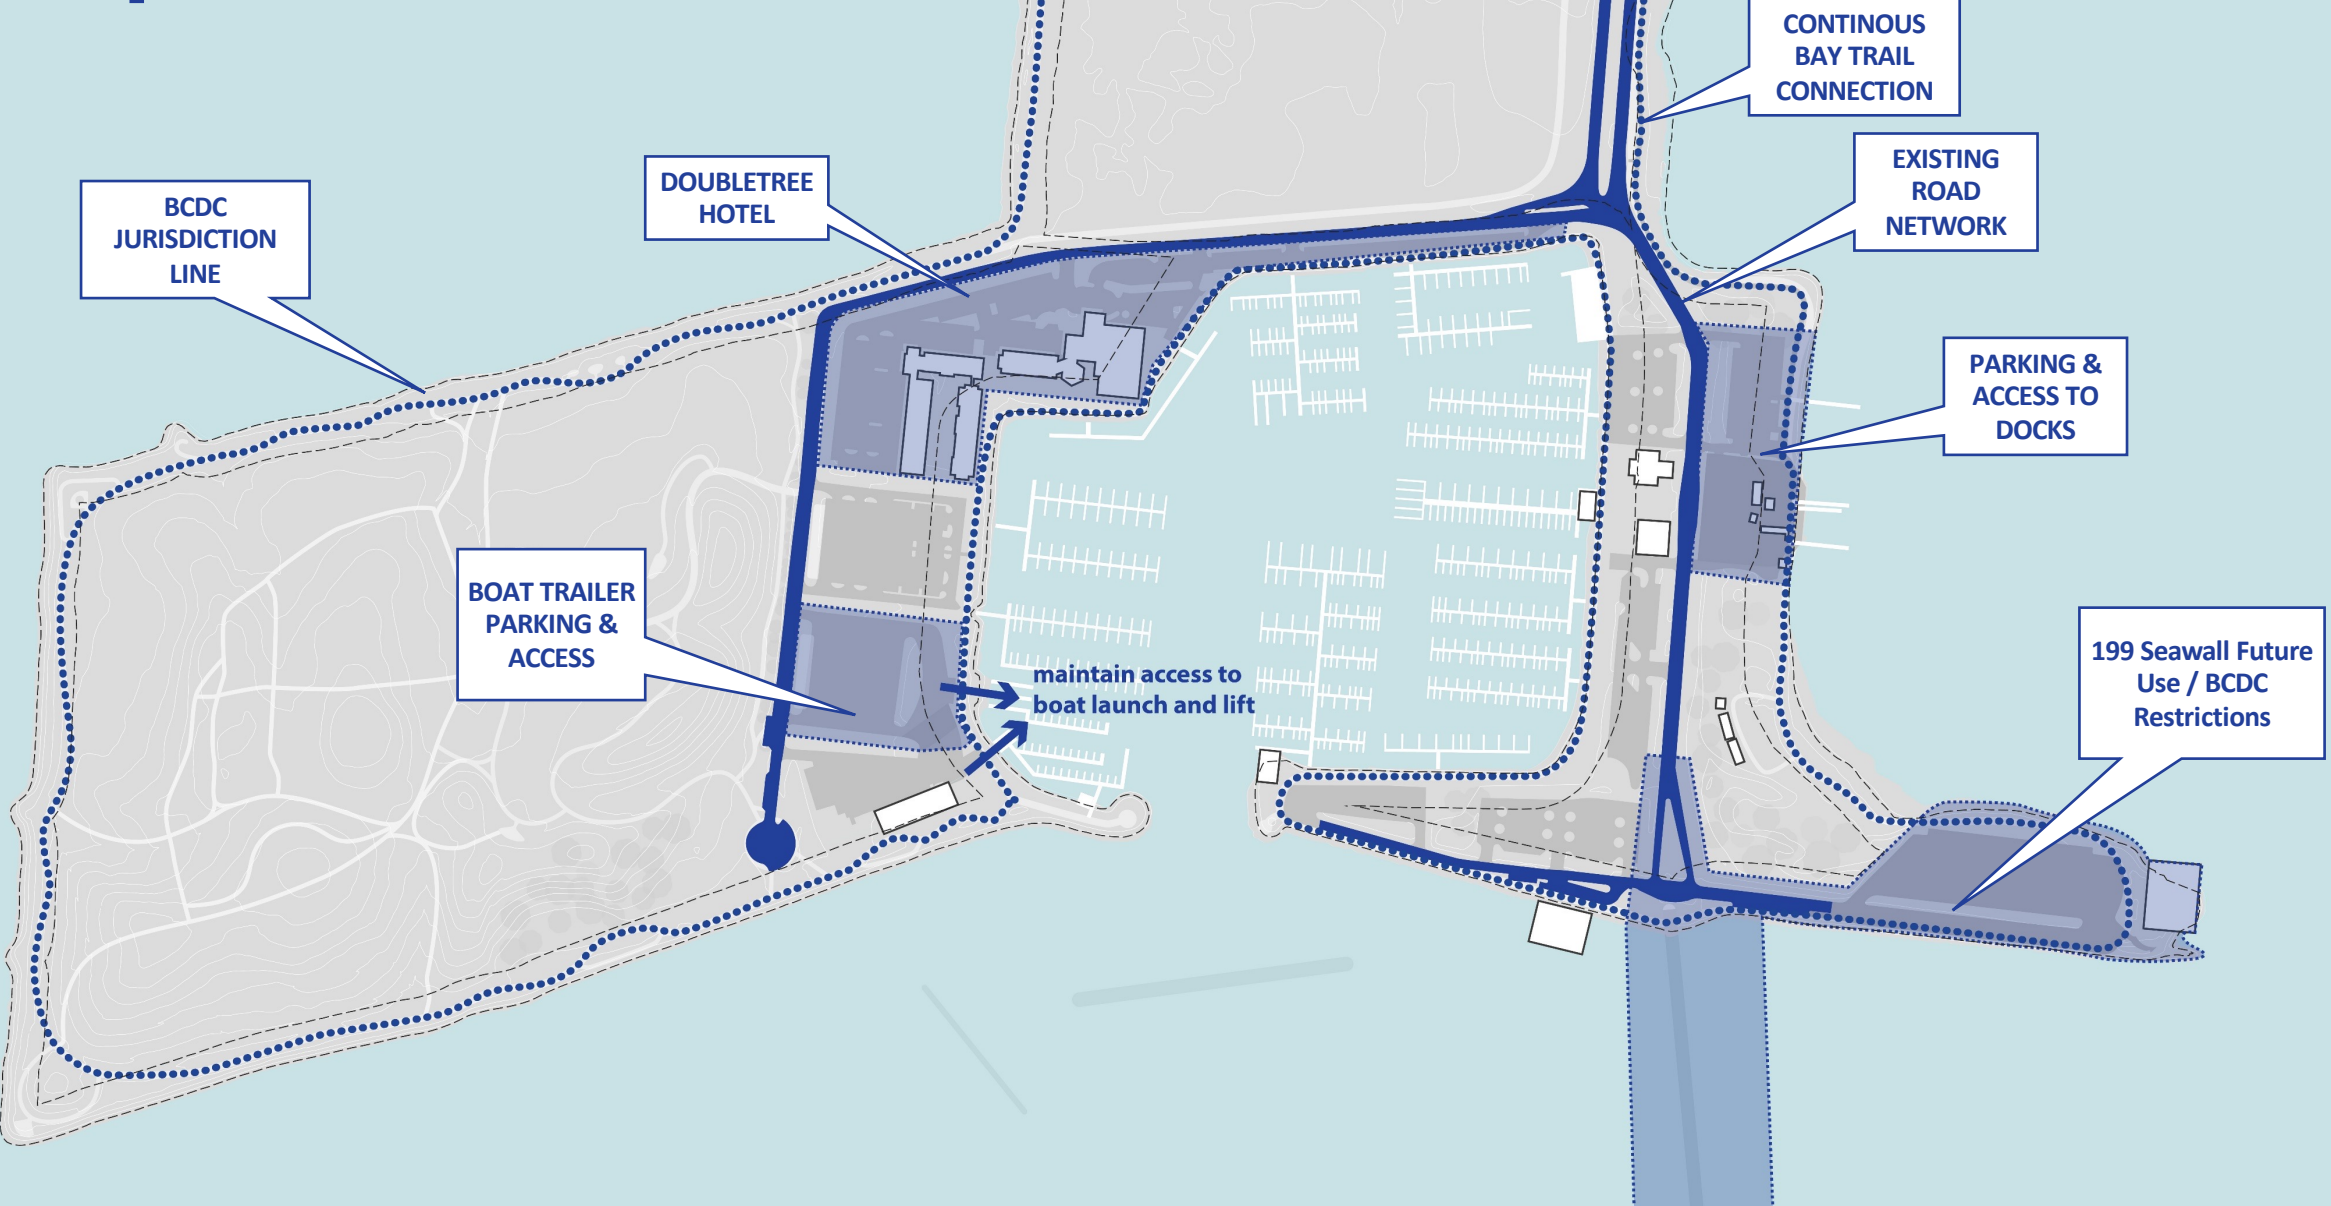 CONTINOUS
BAY TRAIL
CONNECTION
EXISTING
ROAD
NETWORK
DOUBLETREE
HOTEL
BCDC
JURISDICTION
LINE
PARKING &
ACCESS TO
DOCKS
BOAT TRAILER
PARKING &
ACCESS
199 Seawall Future
Use / BCDC
Restrictions
maintain access to
boat launch and lift